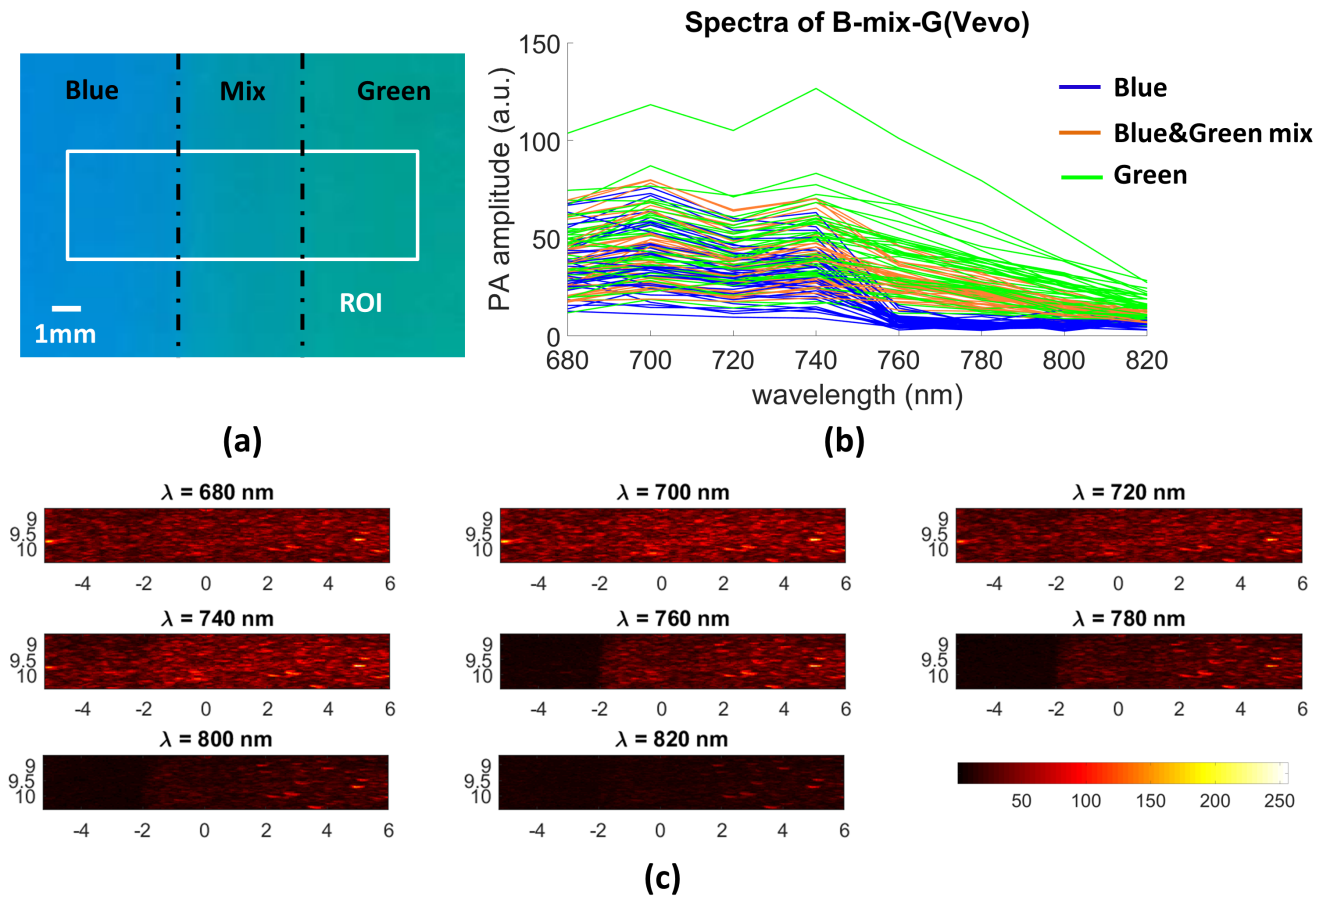 Spectra of B-mix-G(Vevo)
Blue Mix Green
ROI
1mm
(a)
PA amplitude (a.u.)
150
100
50
0
680 700 720 740 760 780 800 820
wavelength (nm)
Blue
Blue&Green mix
Green
(b)
λ = 680 nm
9
9.5
10
-4 -2 0 2 4 6
λ = 700 nm
9
9.5
10
-4 -2 0 2 4 6
λ = 720 nm
9
9.5
10
-4 -2 0 2 4 6
λ = 740 nm
9
9.5
10
-4 -2 0 2 4 6
λ = 760 nm
9
9.5
10
-4 -2 0 2 4 6
λ = 780 nm
9
9.5
10
-4 -2 0 2 4 6
λ = 800 nm
9
9.5
10
-4 -2 0 2 4 6
λ = 820 nm
9
9.5
10
-4 -2 0 2 4 6
50 100 150 200 250
(c)